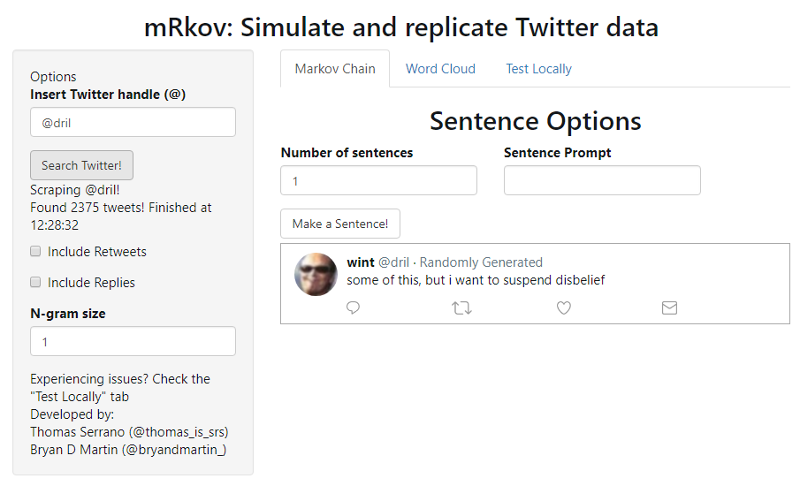 mRkov: Simulate and replicate Twitter data
Options
Insert Twitter handle (@)
@dril
Search Twitter!
Scraping @dril!
Found 2375 tweets! Finished at
12:28:32
Include Retweets
Include Replies
N-gram size
1
Experiencing issues? Check the
"Test Locally" tab
Developed by:
Thomas Serrano (@thomas_is_srs)
Bryan D Martin (@bryandmartin_)
Markov Chain
Word Cloud
Test Locally
Sentence Options
Number of sentences
1
Sentence Prompt
Make a Sentence!
wint @dril · Randomly Generated
some of this, but i want to suspend disbelief